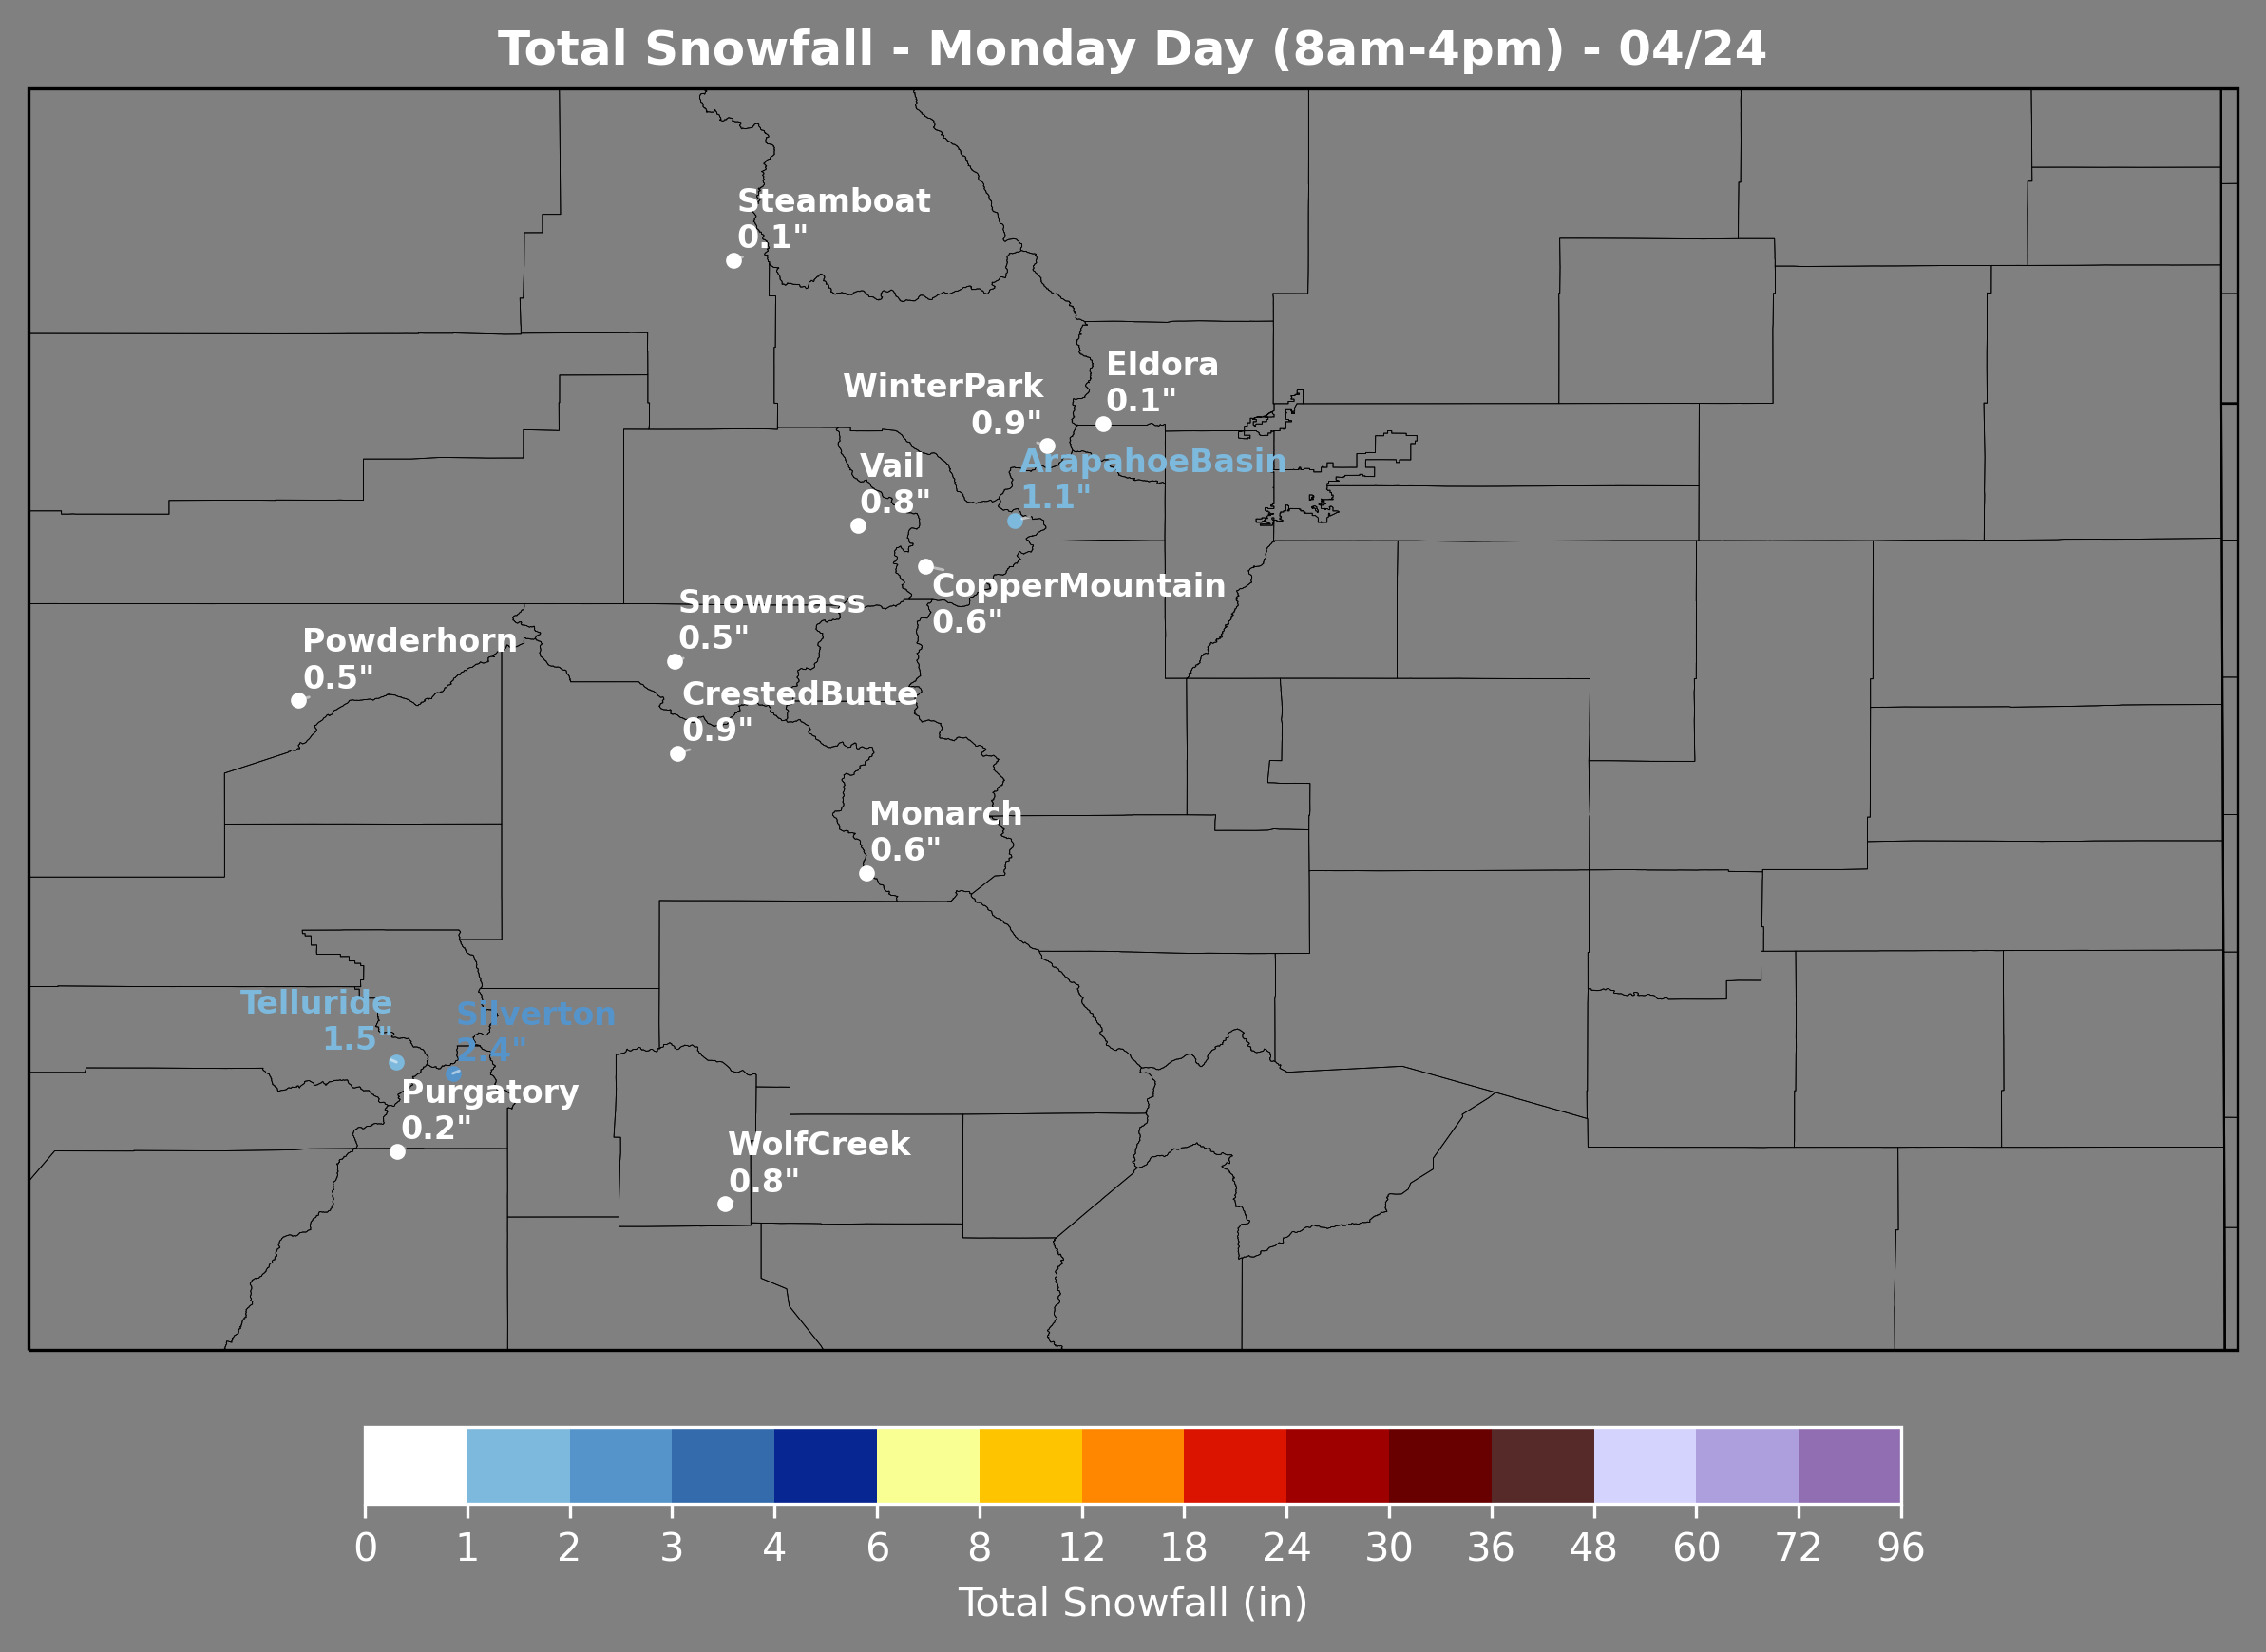 Total Snowfall - Monday Day (8am-4pm) - 04/24
Steamboat
0.1"
Eldora
0.1"
WinterPark
0.9"
ArapahoeBasin
1.1"
Vail
0.8"
CopperMountain
0.6"
Snowmass
0.5"
Powderhorn
0.5"
CrestedButte
0.9"
Monarch
0.6"
Telluride
1.5"
Silverton
2.4"
Purgatory
0.2"
WolfCreek
0.8"
0 1 2 3 4 6 8 12 18 24 30 36 48 60 72 96
Total Snowfall (in)